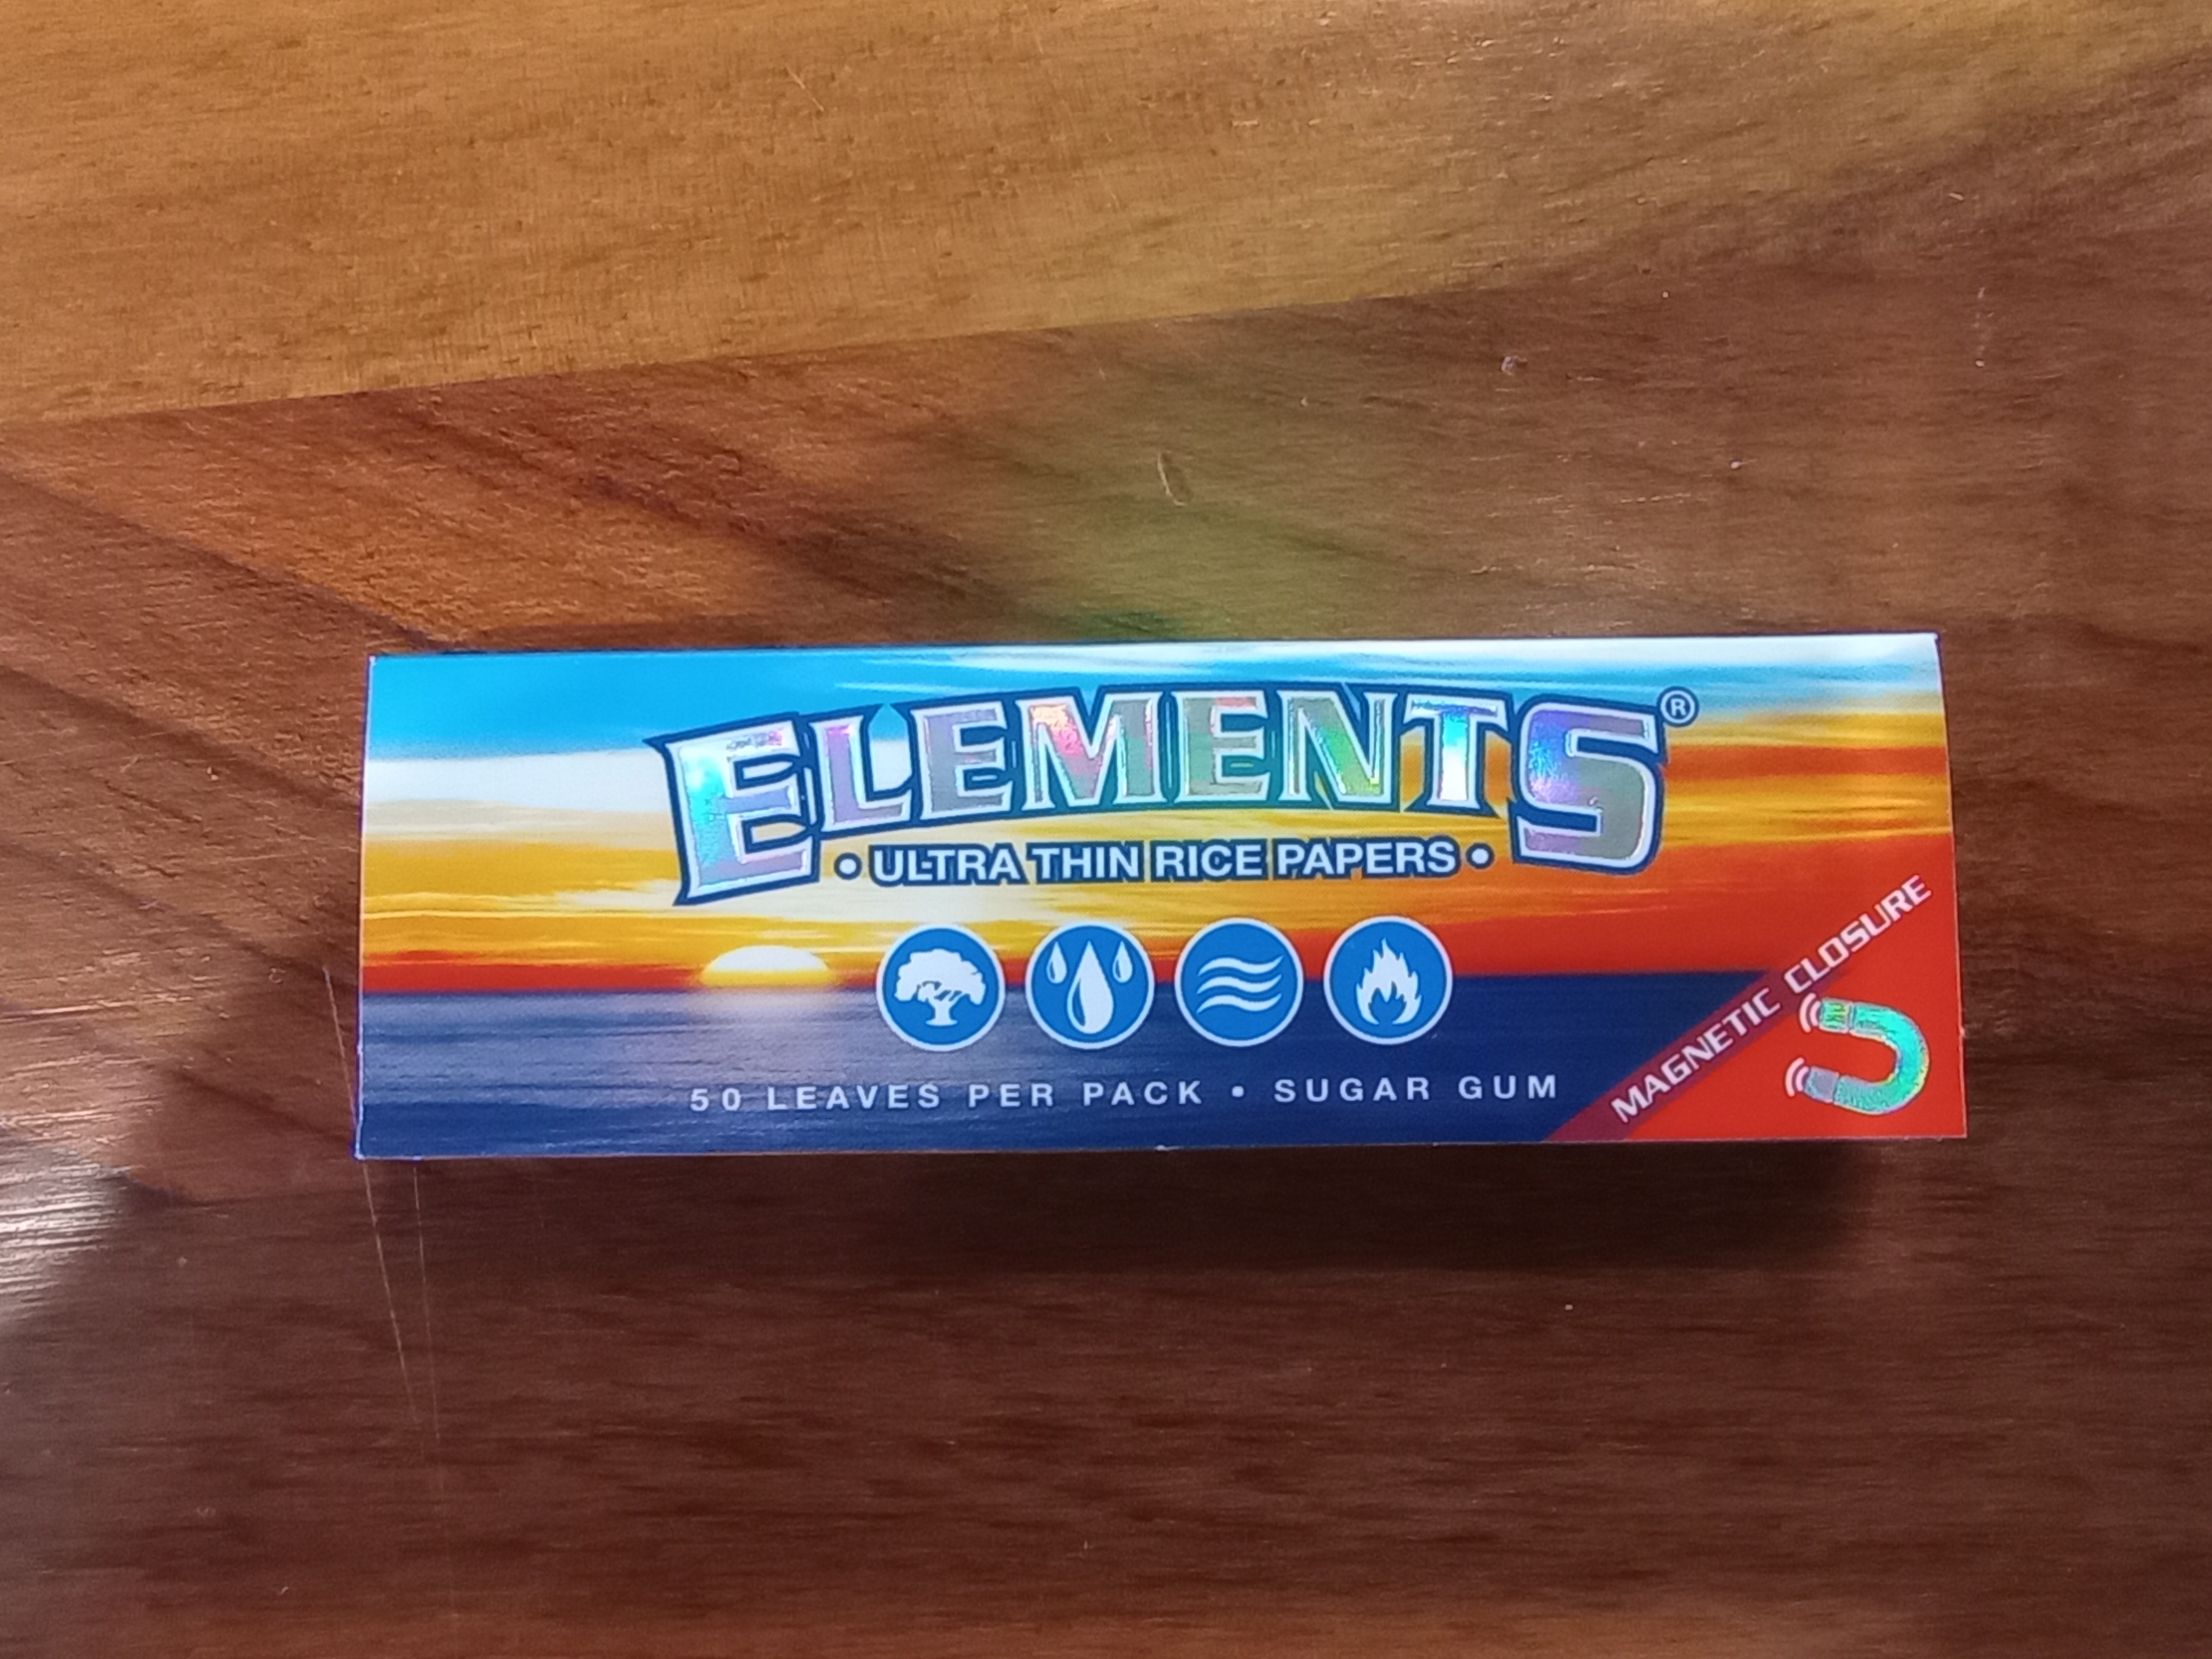 ELEMENTS®
• ULTRA THIN RICE PAPERS •
50 LEAVES PER PACK • SUGAR GUM
MAGNETIC CLOSURE